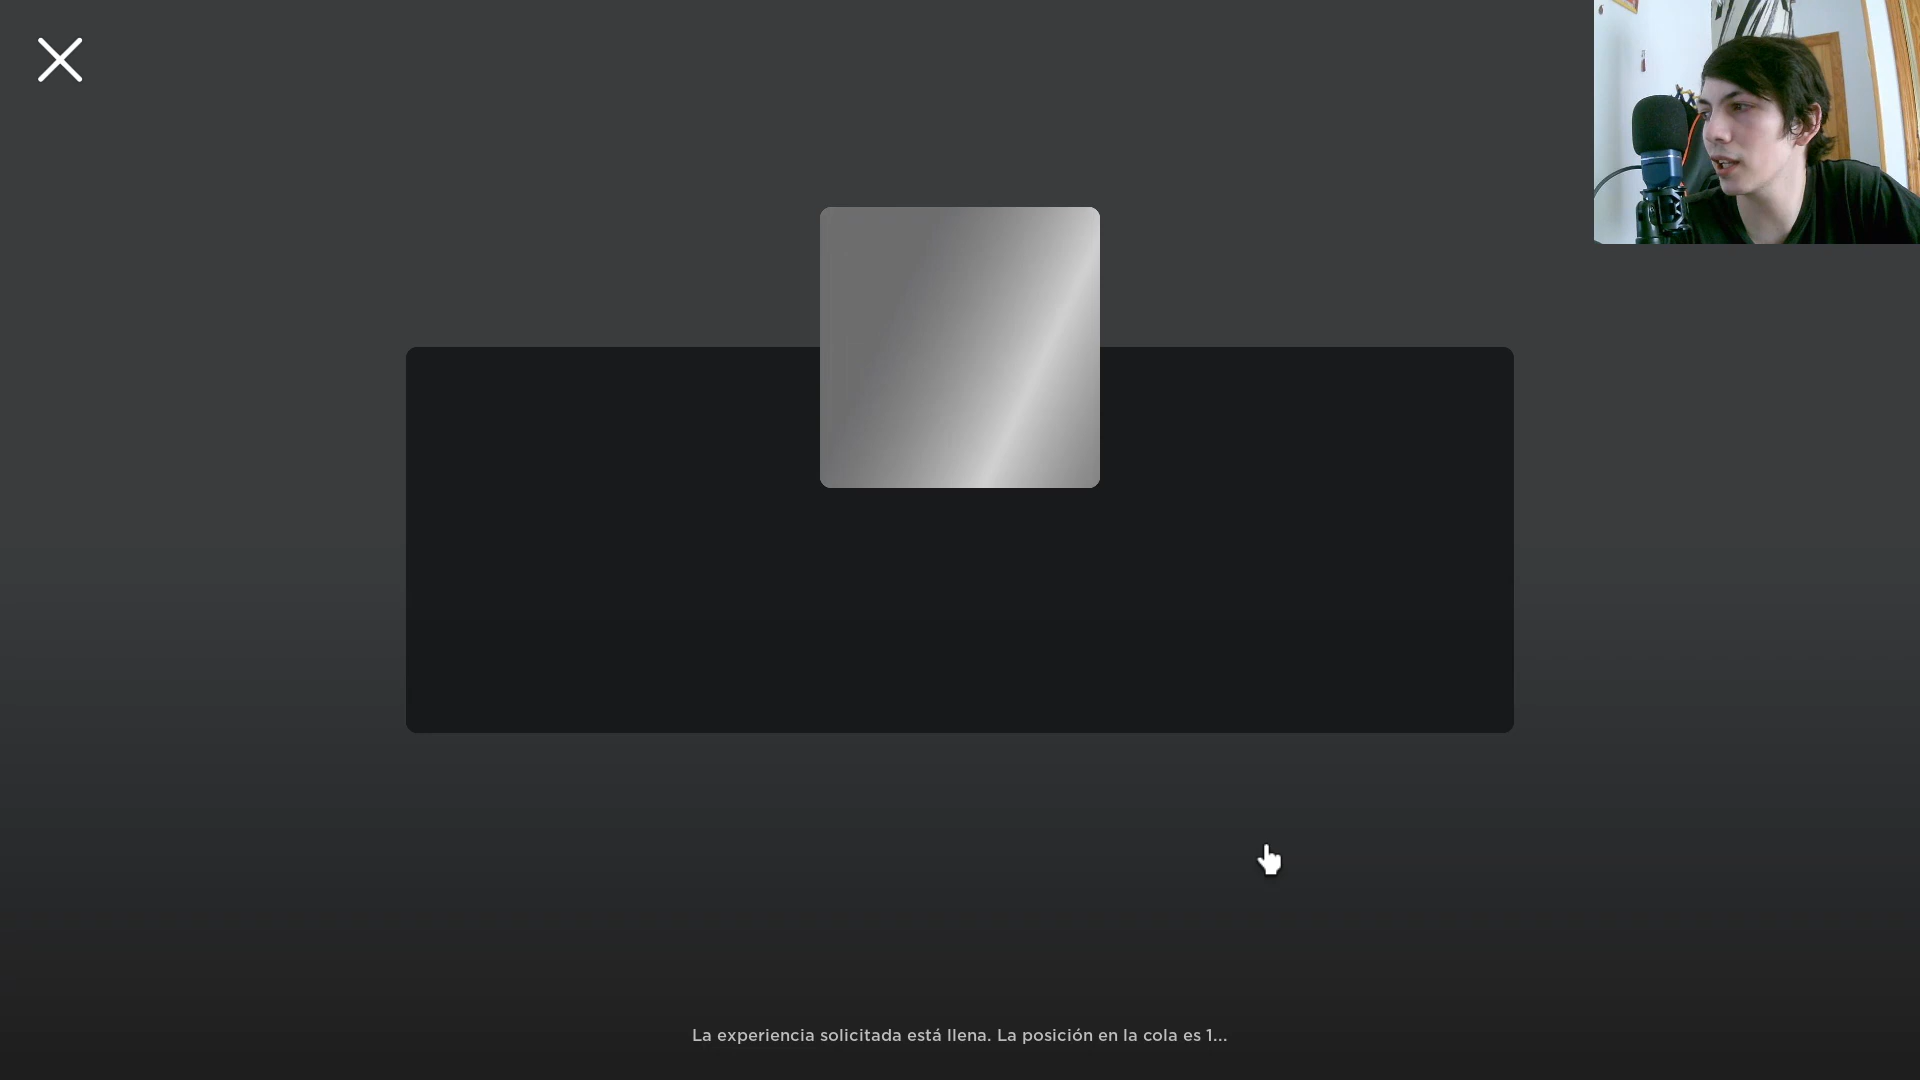 La experiencia solicitada está llena. La posición en la cola es 1...